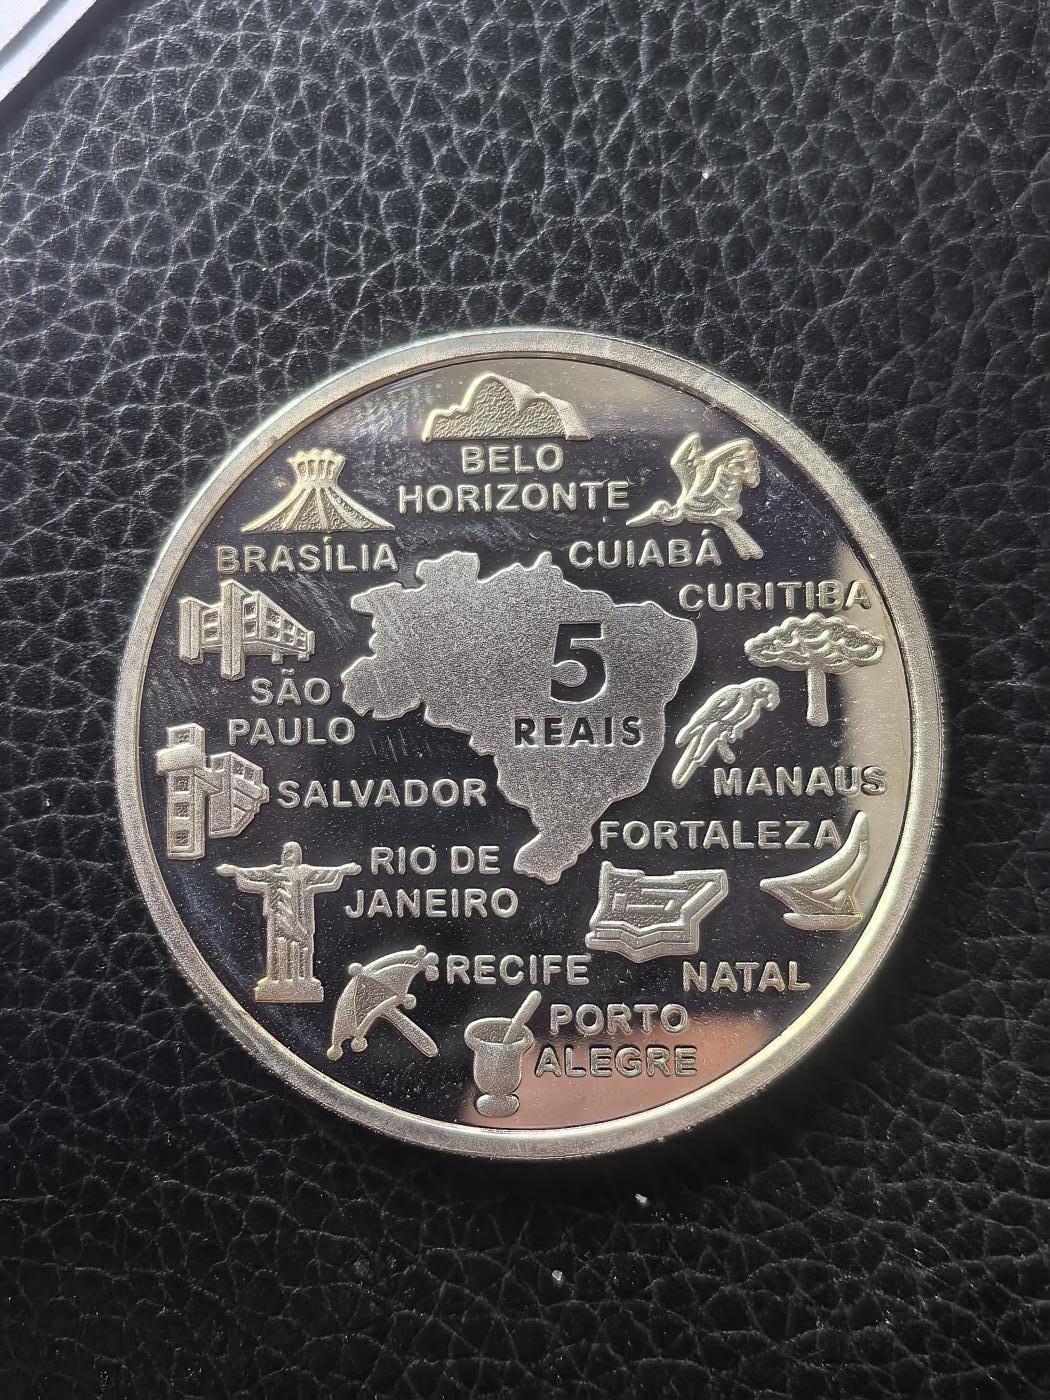 BELO
HORIZONTE
BRASÍLIA
CUIABÁ
CURITIBA
5
REAIS
SÃO
PAULO
MANAUS
SALVADOR
FORTALEZA
RIO DE
JANEIRO
RECIFE
NATAL
PORTO
ALEGRE